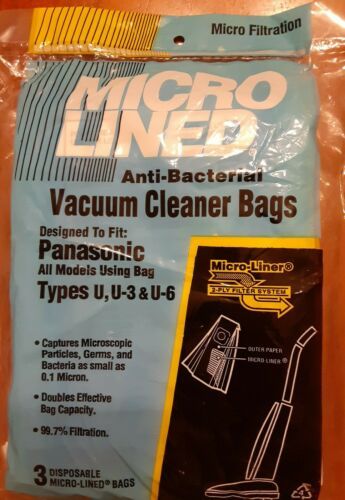 Micro Filtration
MICRO
LINED
Anti-Bacterial
Vacuum Cleaner Bags
Designed To Fit:
Panasonic
All Models Using Bag
Types U, U-3 & U-6
Micro-Liner®
2-PLY FILTER SYSTEM
OUTER PAPER
MICRO LINER®
• Captures Microscopic
Particles, Germs, and
Bacteria as small as
0.1 Micron.
• Doubles Effective
Bag Capacity.
• 99.7% Filtration.
3 DISPOSABLE
MICRO-LINED® BAGS